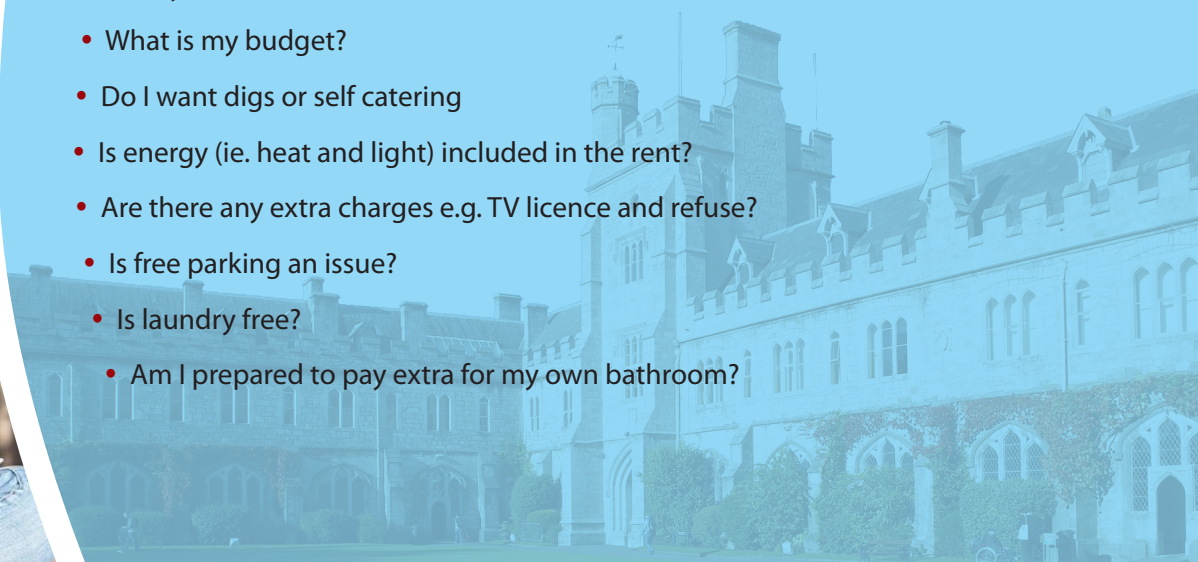 • What is my budget?
• Do I want digs or self catering
• Is energy (ie. heat and light) included in the rent?
• Are there any extra charges e.g. TV licence and refuse?
• Is free parking an issue?
• Is laundry free?
• Am I prepared to pay extra for my own bathroom?